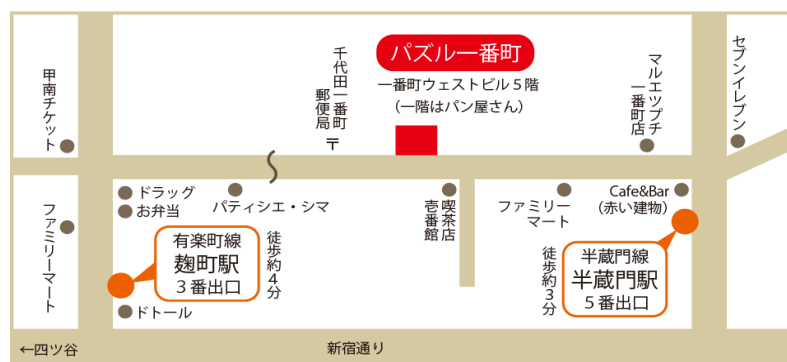 パズル一番町
一番町ウェストビル５階
（一階はパン屋さん）
千代田一番町
郵便局
〒
甲南チケット
マルエツプチ
一番町店
セブンイレブン
ドラッグ
お弁当
パティシエ・シマ
喫茶店
壱番館
ファミリー
マート
Cafe&Bar
（赤い建物）
ファミリーマート
有楽町線
麹町駅
３番出口
徒歩約４分
ドトール
徒歩約３分
半蔵門線
半蔵門駅
５番出口
←四ツ谷
新宿通り